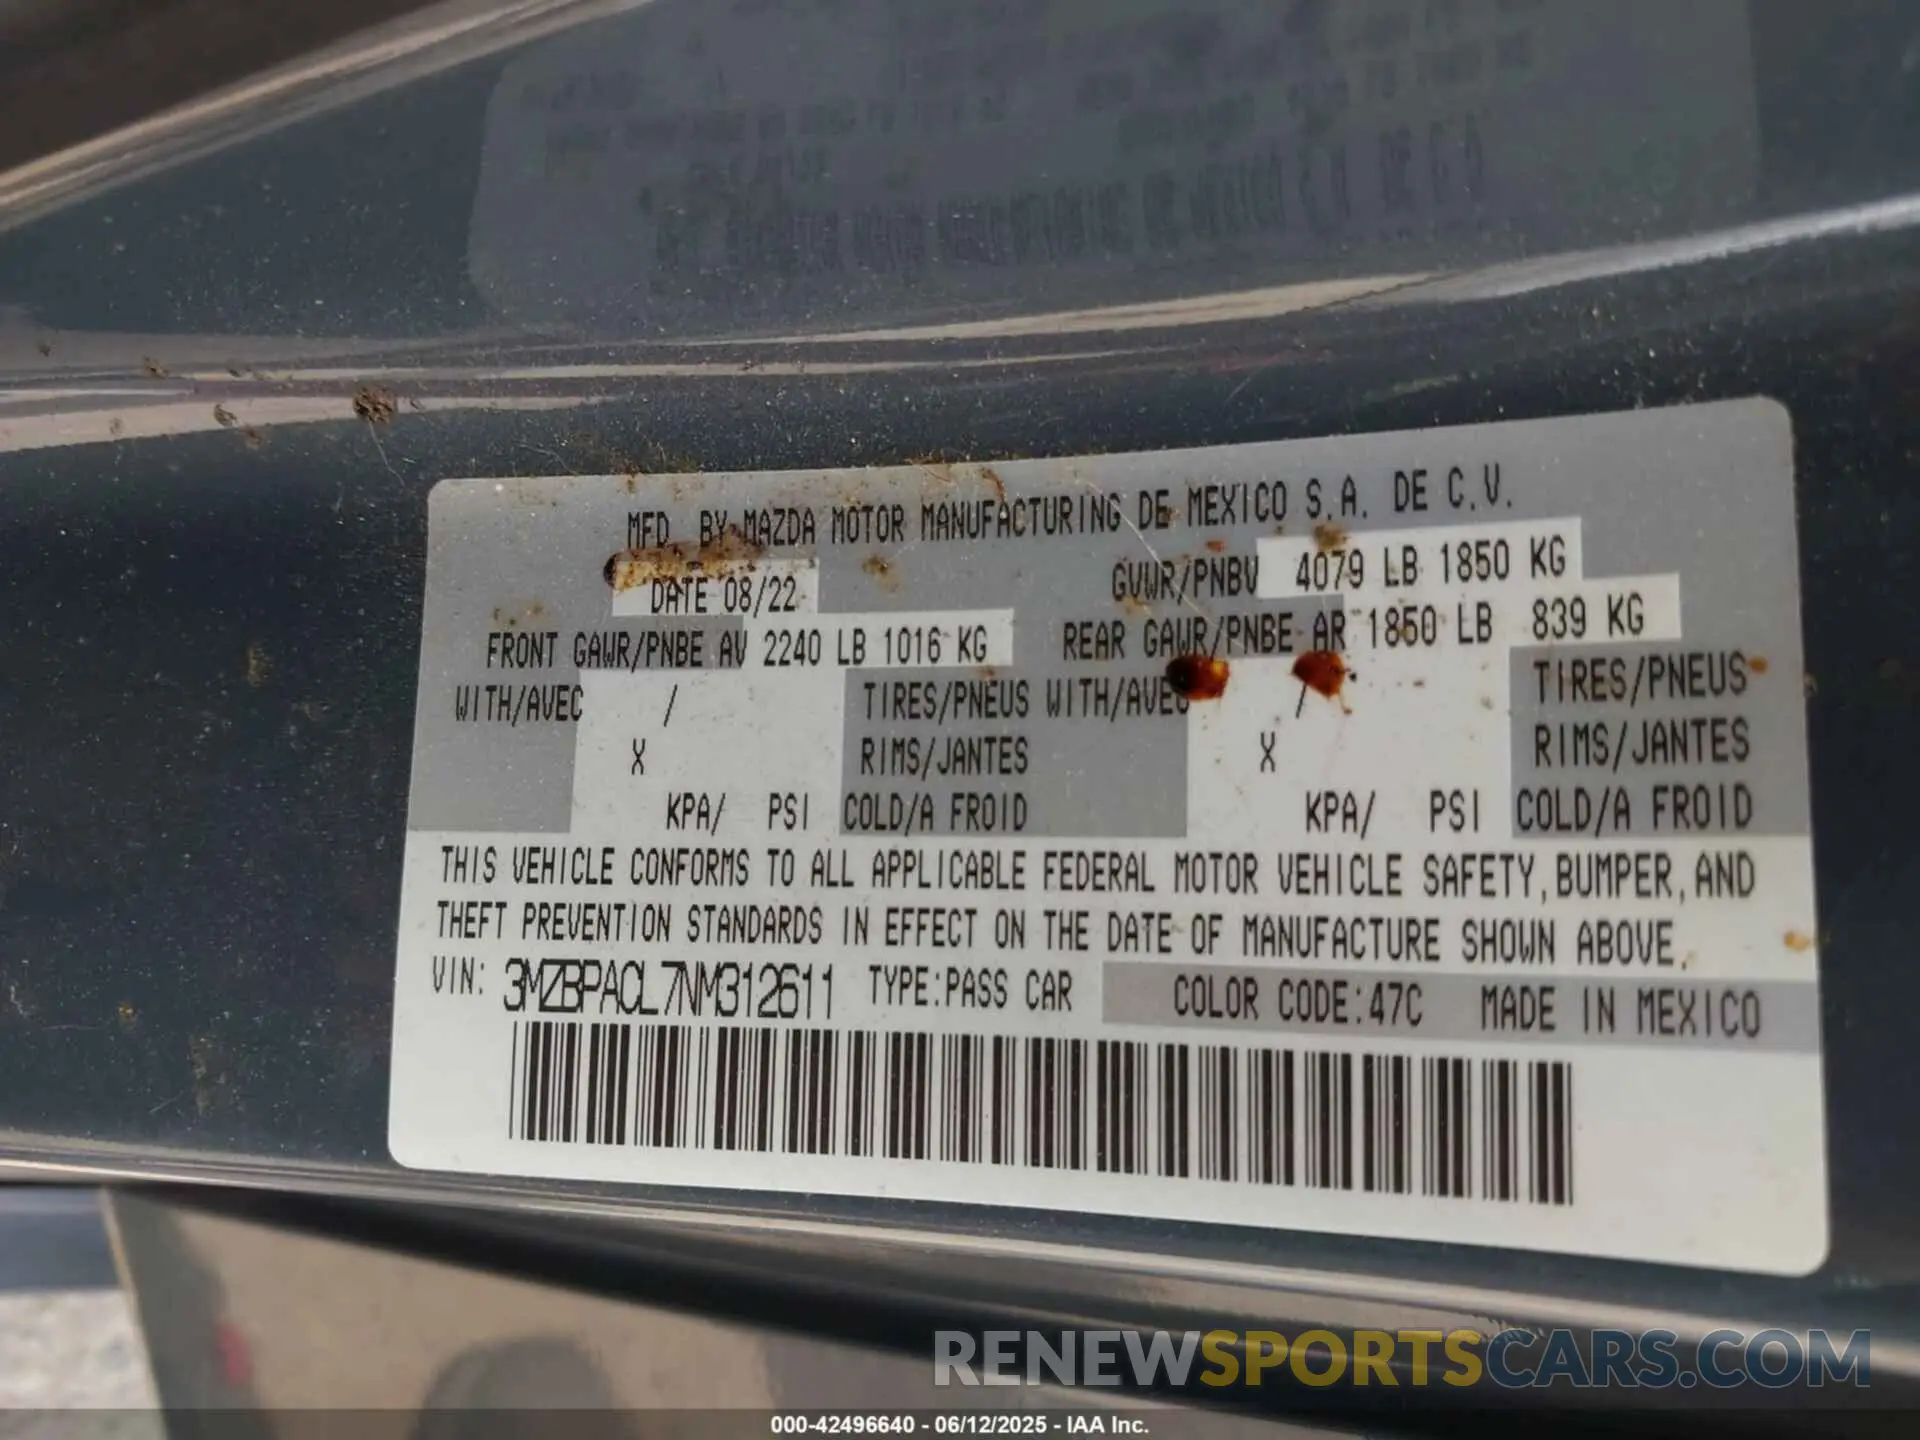 MFD. BY MAZDA MOTOR MANUFACTURING DE MEXICO S.A. DE C.V.
DATE 08/22
GVWR/PNBV 4079 LB 1850 KG
FRONT GAWR/PNBE AV 2240 LB 1016 KG
REAR GAWR/PNBE AR 1850 LB 839 KG
WITH/AVEC / TIRES/PNEUS WITH/AVEC / TIRES/PNEUS
X RIMS/JANTES X RIMS/JANTES
KPA/ PSI COLD/A FROID KPA/ PSI COLD/A FROID
THIS VEHICLE CONFORMS TO ALL APPLICABLE FEDERAL MOTOR VEHICLE SAFETY, BUMPER, AND
THEFT PREVENTION STANDARDS IN EFFECT ON THE DATE OF MANUFACTURE SHOWN ABOVE.
VIN: 3MZBPACL7NM312611 TYPE:PASS CAR COLOR CODE:47C MADE IN MEXICO
RENEWSPORTSCARS.COM
000-42496640 - 06/12/2025 - IAA Inc.